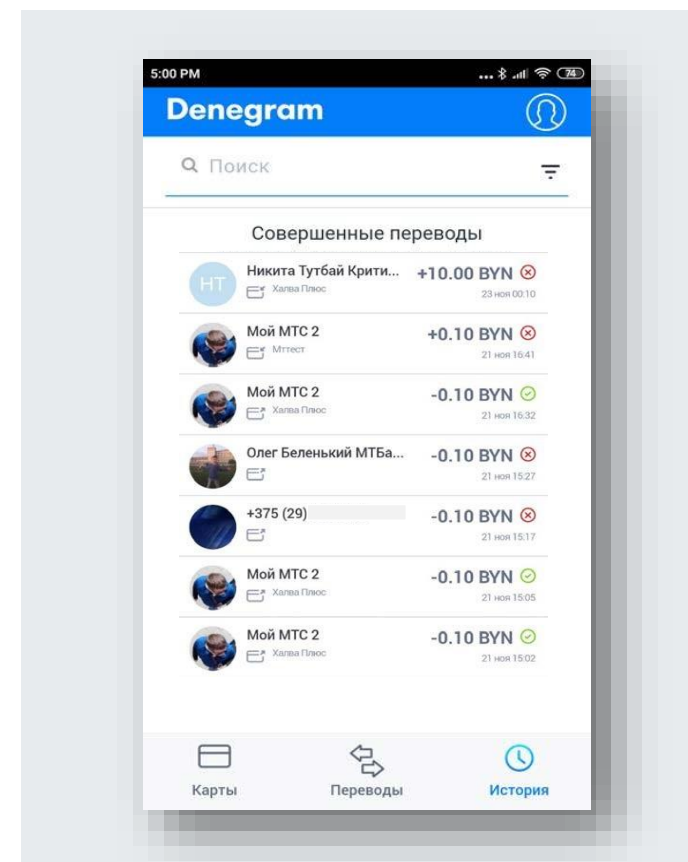 5:00 PM
74
Denegram
Поиск
Совершенные переводы
НТ
Никита Тутбай Крити... +10.00 BYN
Халва Плюс 23 ноя 00:10
Мой МТС 2 +0.10 BYN
Мттест 21 ноя 16:41
Мой МТС 2 -0.10 BYN
Халва Плюс 21 ноя 16:32
Олег Беленький МТБа... -0.10 BYN
21 ноя 15:27
+375 (29) -0.10 BYN
21 ноя 15:17
Мой МТС 2 -0.10 BYN
Халва Плюс 21 ноя 15:05
Мой МТС 2 -0.10 BYN
Халва Плюс 21 ноя 15:02
Карты Переводы История